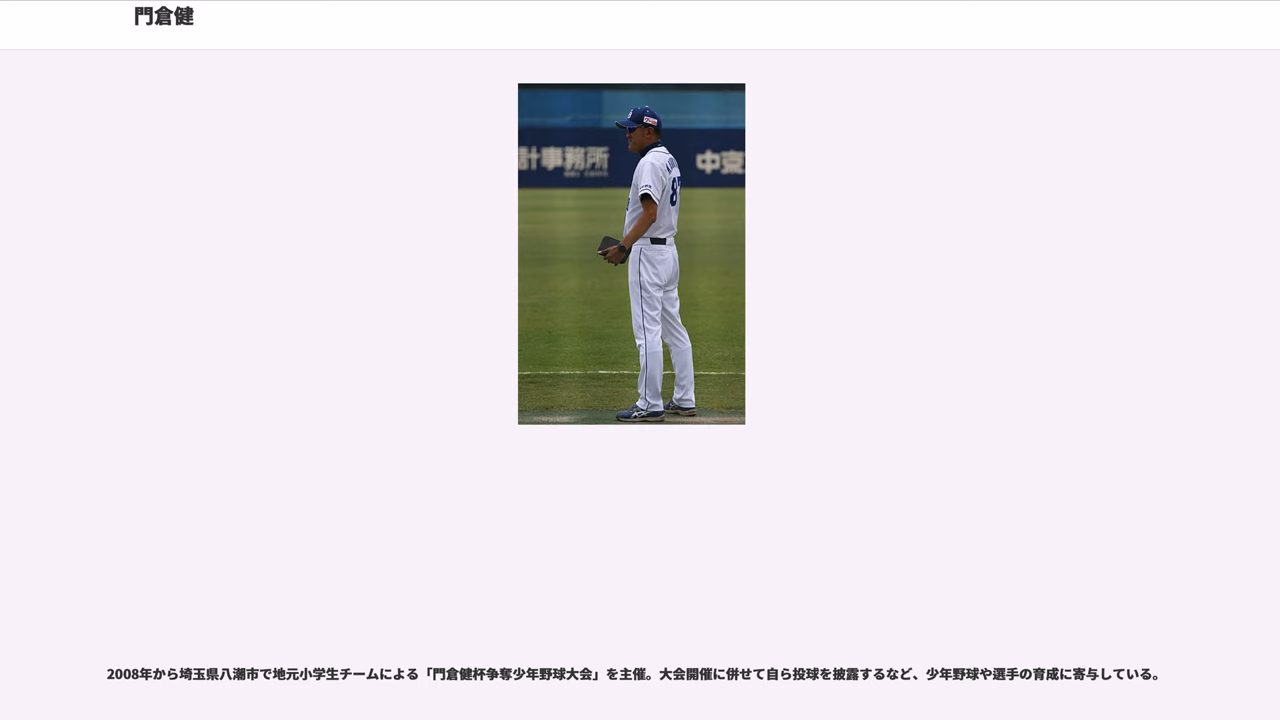 門倉健
計事務所
中京
2008年から埼玉県八潮市で地元小学生チームによる「門倉健杯争奪少年野球大会」を主催。大会開催に併せて自ら投球を披露するなど、少年野球や選手の育成に寄与している。